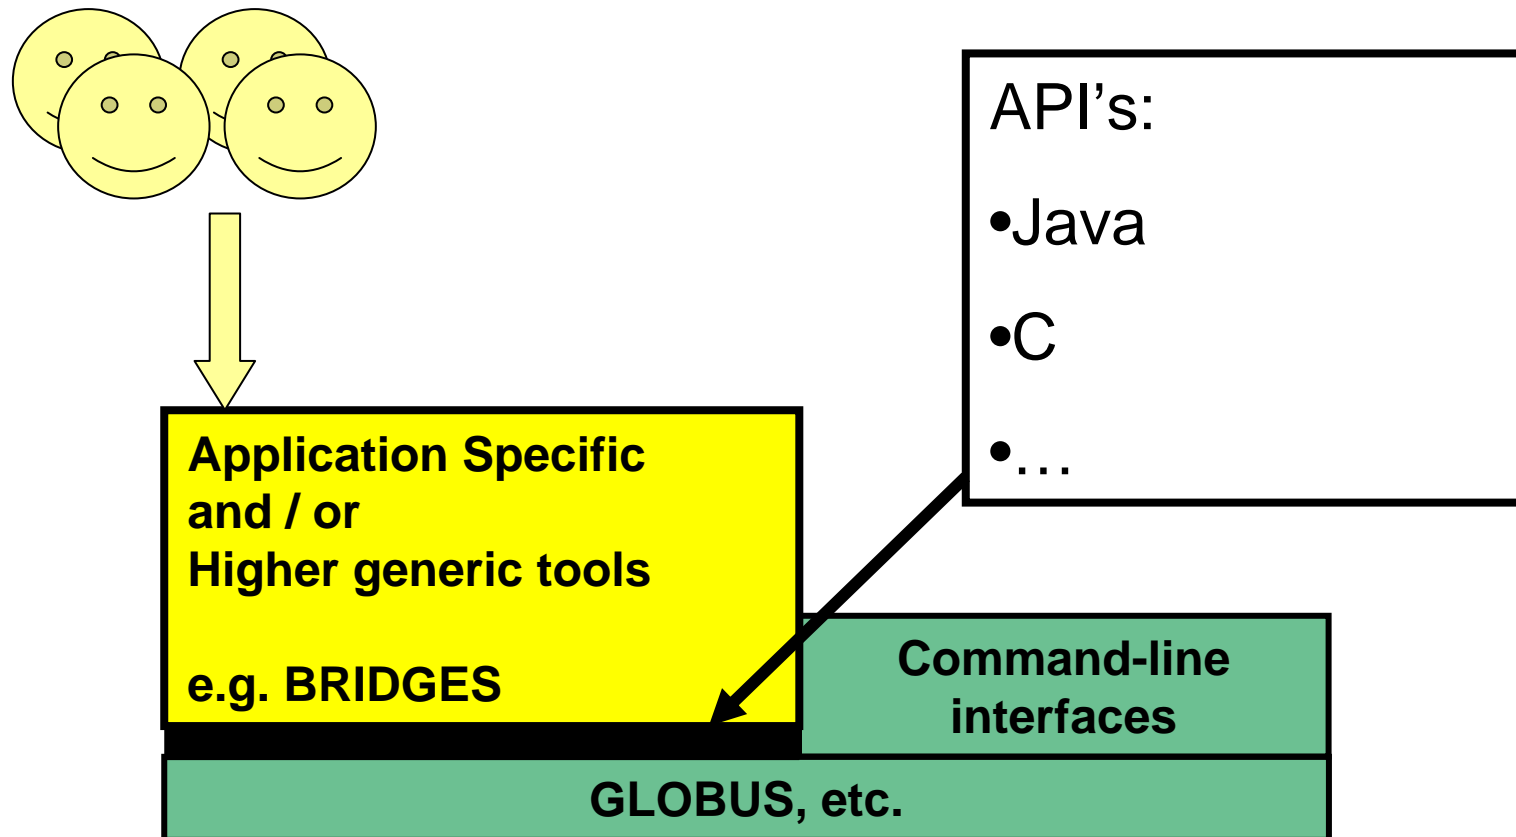 API’s:
•Java
•C
•…
Application Specific
and / or
Higher generic tools
e.g. BRIDGES
Command-line
interfaces
GLOBUS, etc.